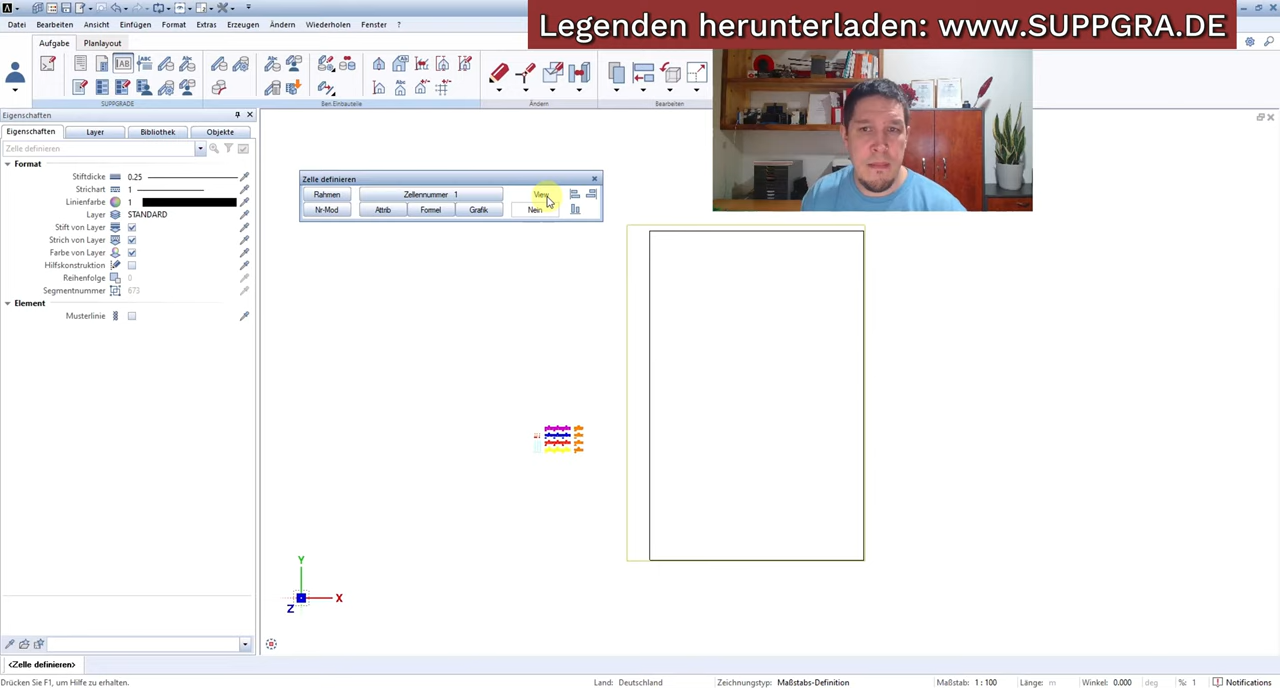 Legenden herunterladen: www.SUPPGRA.DE
Datei Bearbeiten Ansicht Einfügen Format Extras Erzeugen Ändern Wiederholen Fenster ?
Aufgabe Planlayout
SUPPGRADE Ben.Einbauteile Ändern Bearbeiten
Eigenschaften
Eigenschaften Layer Bibliothek Objekte
Zelle definieren
Format
Stiftdicke 0.25
Strichart 1
Linienfarbe 1
Layer STANDARD
Stift von Layer
Strich von Layer
Farbe von Layer
Hilfskonstruktion
Reihenfolge 0
Segmentnummer 673
Element
Musterlinie
Zelle definieren
Rahmen Zellennummer 1 View
Nr-Mod Attrib Formel Grafik Nein
Y
X
Z
<Zelle definieren>
Drücken Sie F1, um Hilfe zu erhalten. Land: Deutschland Zeichnungstyp: Maßstabs-Definition Maßstab: 1 : 100 Länge: m Winkel: 0.000 deg %: 1 Notifications